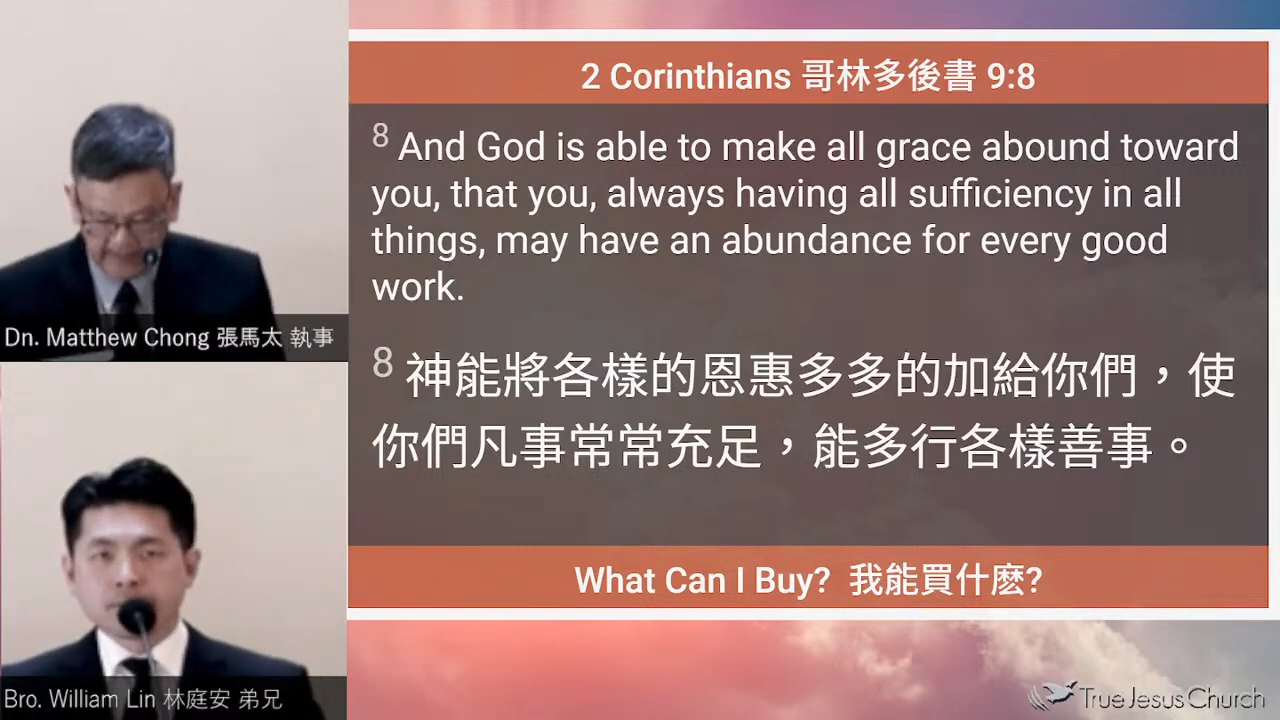 2 Corinthians 哥林多後書 9:8
8 And God is able to make all grace abound toward
you, that you, always having all sufficiency in all
things, may have an abundance for every good
work.
8 神能將各樣的恩惠多多的加給你們，使
你們凡事常常充足，能多行各樣善事。
What Can I Buy? 我能買什麽?
Dn. Matthew Chong 張馬太 執事
Bro. William Lin 林庭安 弟兄
True Jesus Church